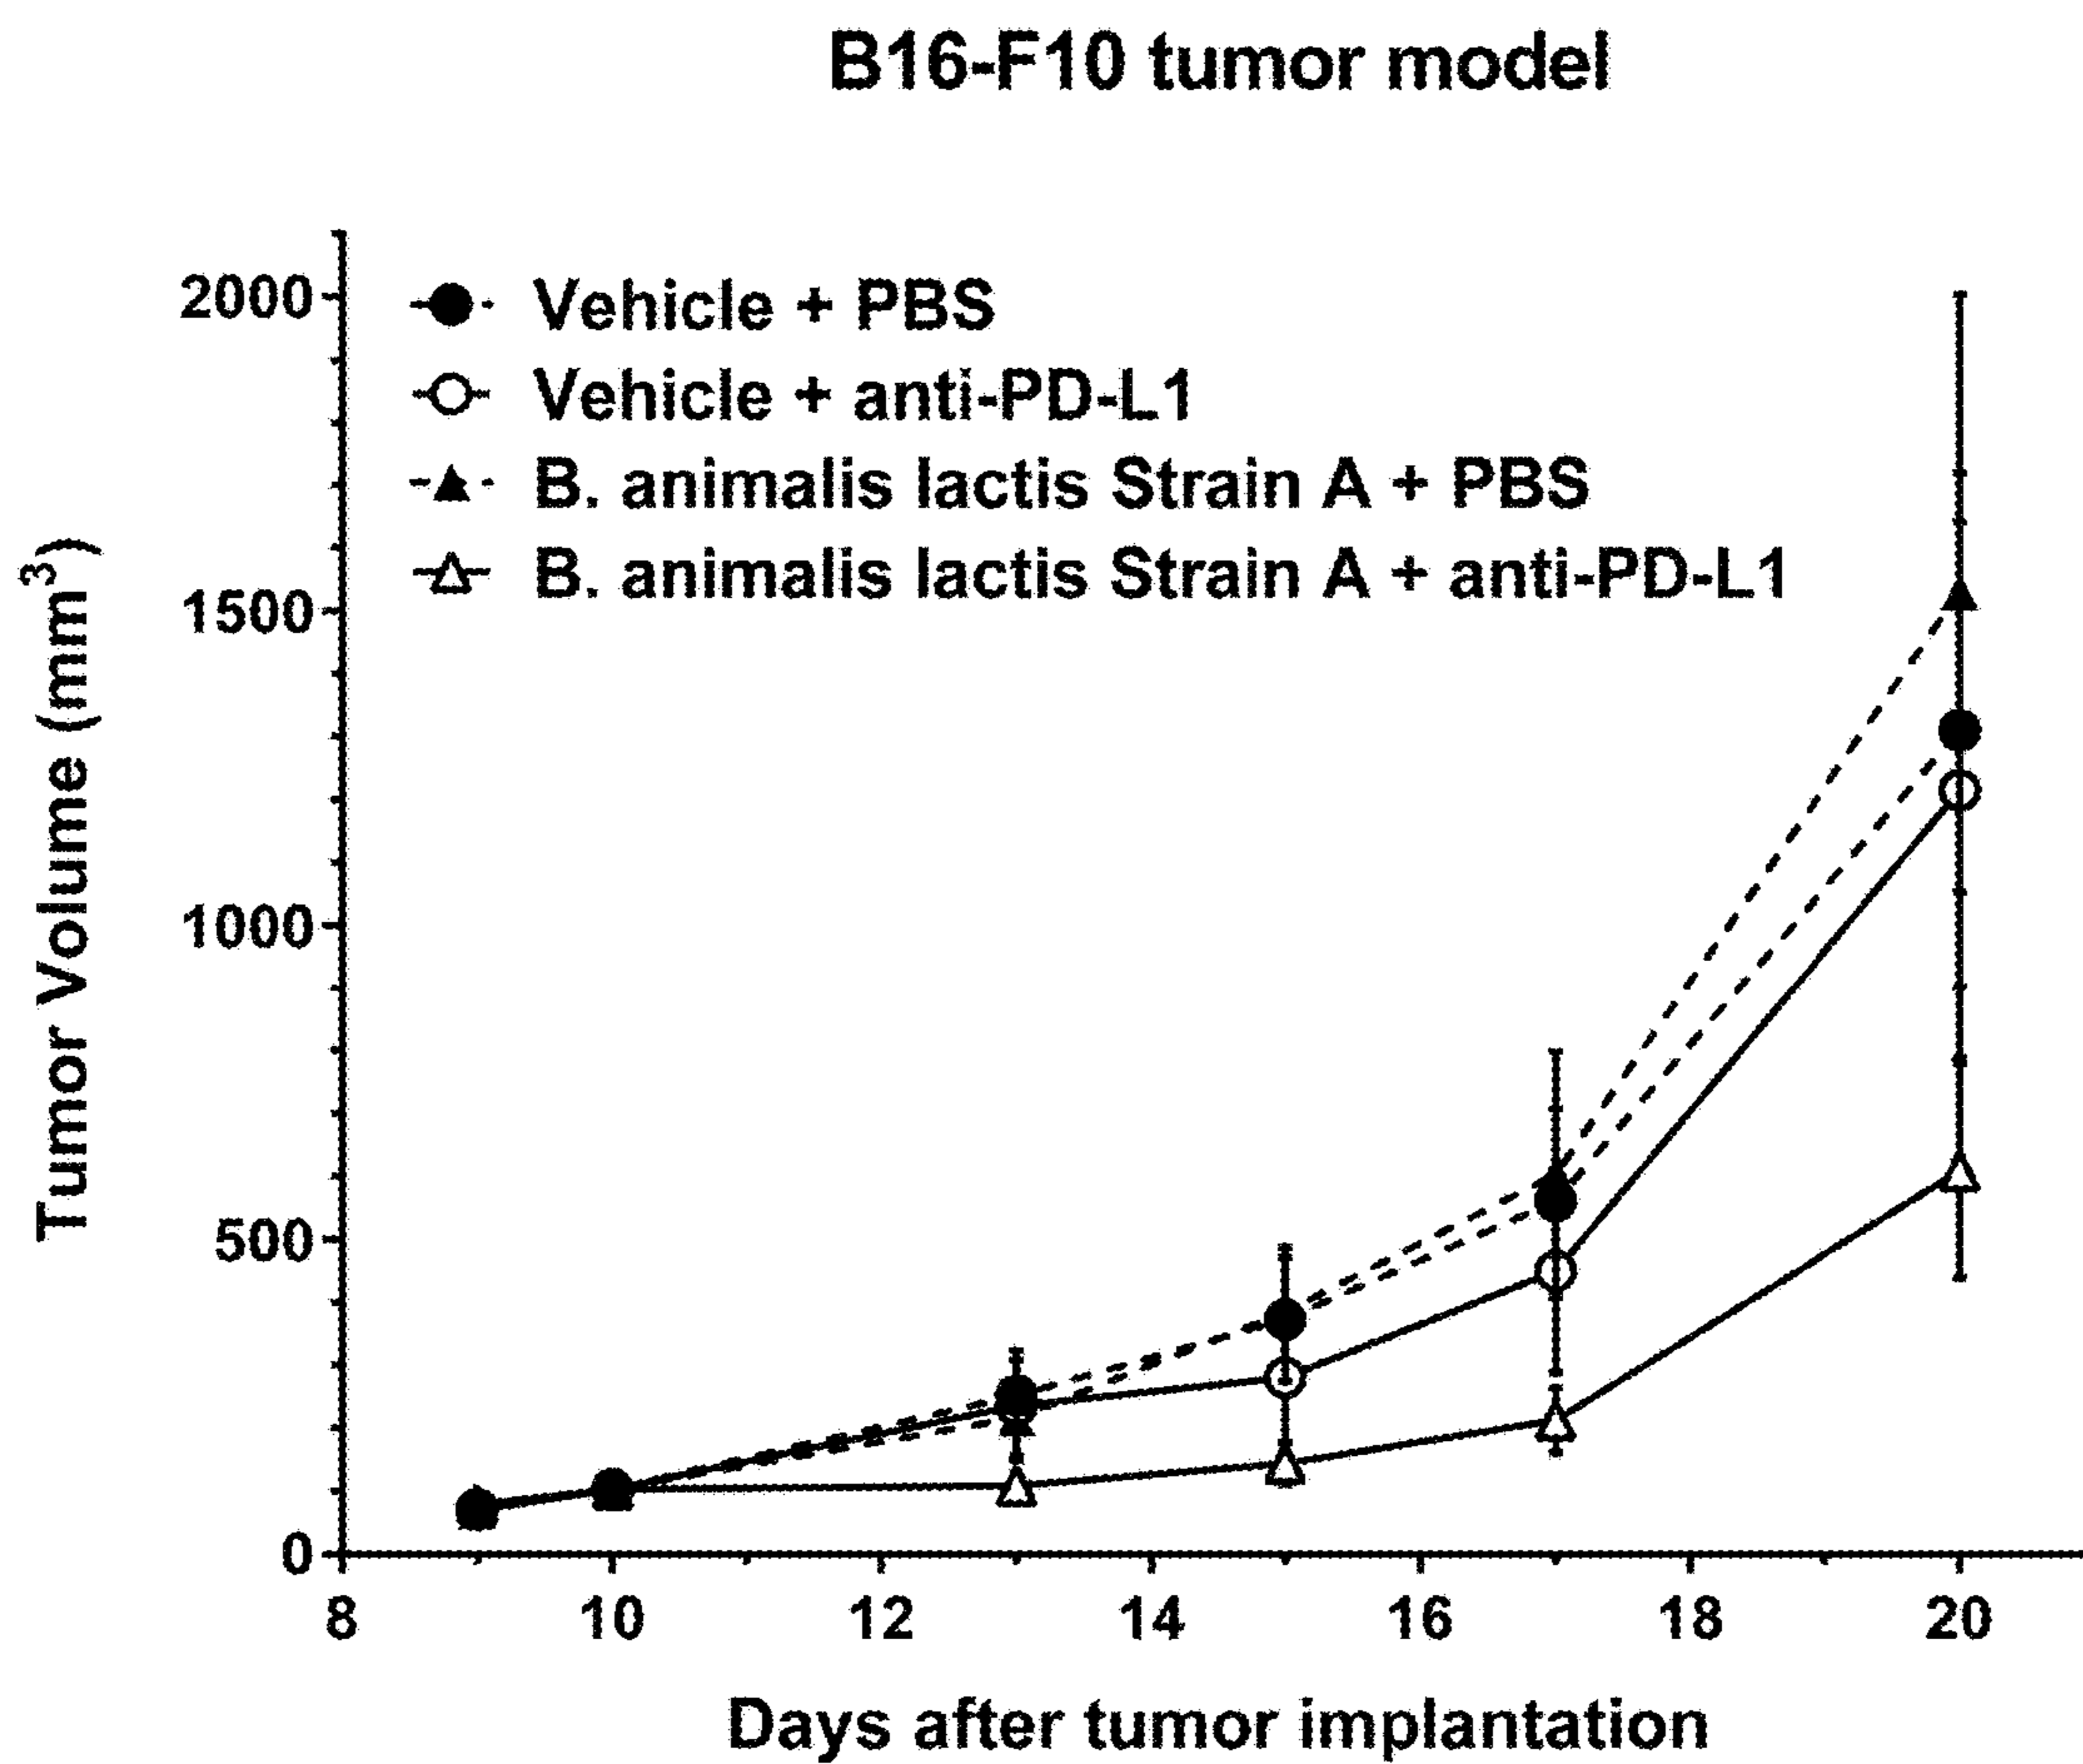 B16-F10 tumor model
Vehicle + PBS
Vehicle + anti-PD-L1
B. animalis lactis Strain A + PBS
B. animalis lactis Strain A + anti-PD-L1
Tumor Volume (mm³)
2000
1500
1000
500
0
8 10 12 14 16 18 20
Days after tumor implantation